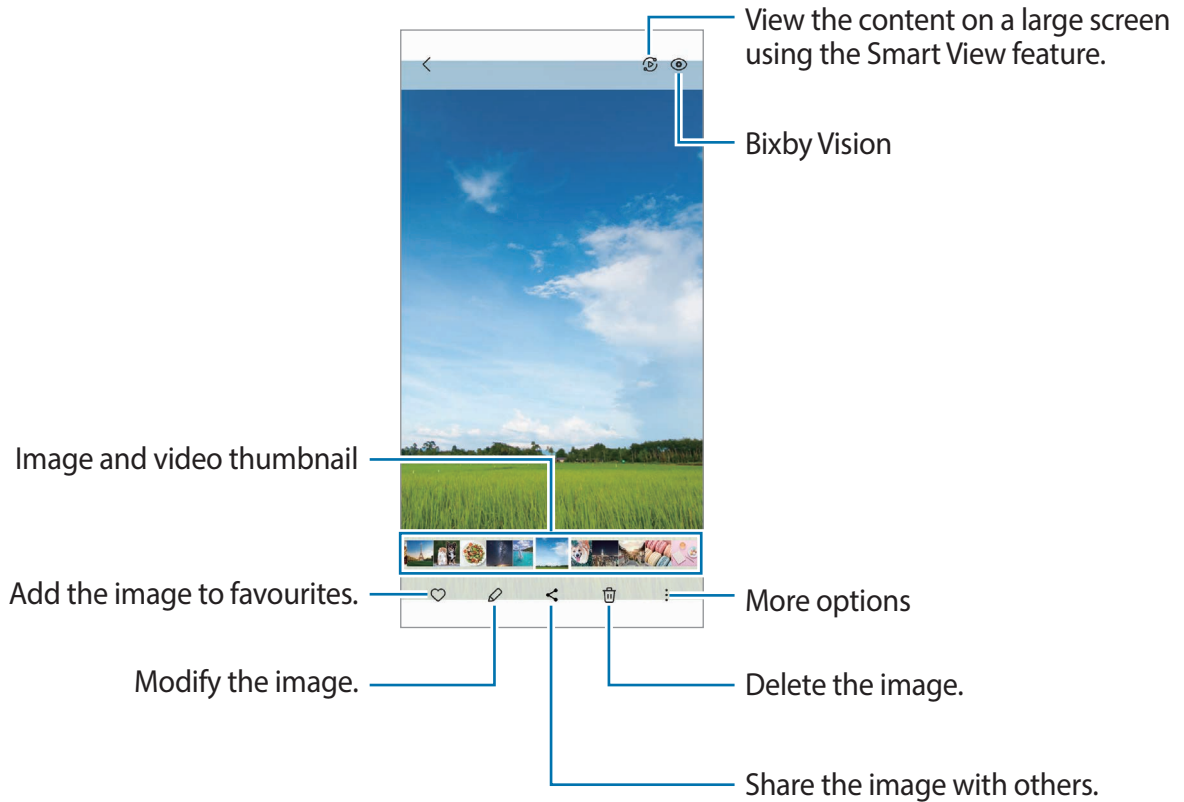 View the content on a large screen
using the Smart View feature.
Bixby Vision
Image and video thumbnail
Add the image to favourites.
More options
Modify the image.
Delete the image.
Share the image with others.